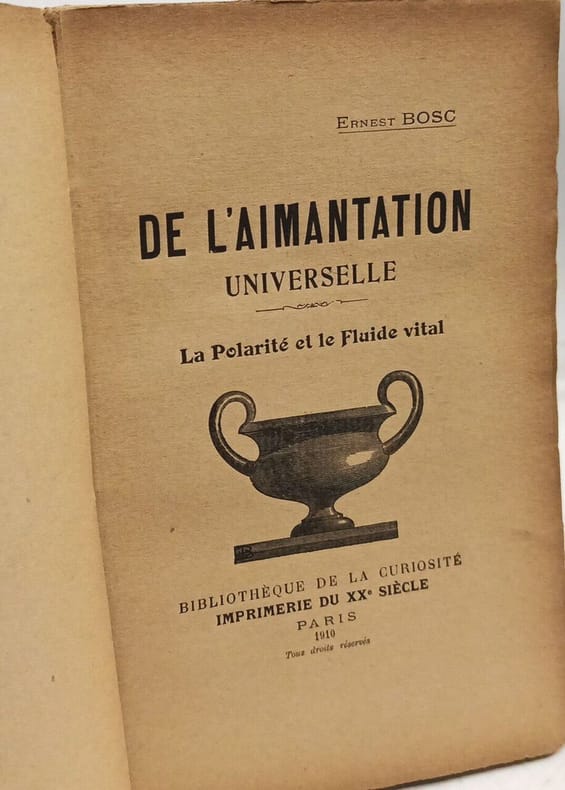 ERNEST BOSC
DE L'AIMANTATION
UNIVERSELLE
La Polarité et le Fluide vital
BIBLIOTHÈQUE DE LA CURIOSITÉ
IMPRIMERIE DU XXe SIÈCLE
PARIS
1910
Tous droits réservés